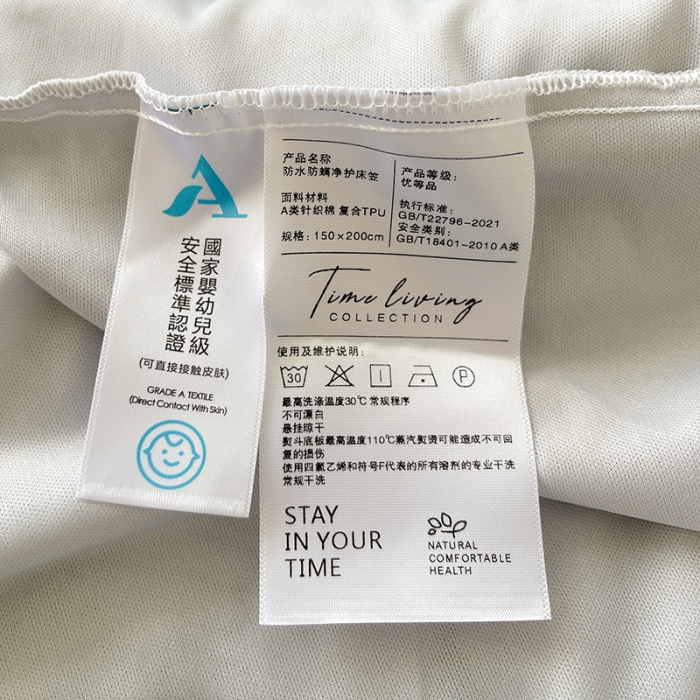 A
國家嬰幼兒級
安全標準認證
(可直接接触皮肤)
GRADE A TEXTILE
(Direct Contact With Skin)
产品名称
防水防螨净护床笠
面料材料
A类针织棉 复合TPU
规格：150×200cm
产品等级：
优等品
执行标准：
GB/T22796-2021
安全类别：
GB/T18401-2010 A类
Time living
COLLECTION
使用及维护说明：
30
P
最高洗涤温度30℃ 常规程序
不可漂白
悬挂晾干
熨斗底板最高温度110℃蒸汽熨烫可能造成不可回
复的损伤
使用四氯乙烯和符号F代表的所有溶剂的专业干洗
常规干洗
STAY
IN YOUR
TIME
NATURAL
COMFORTABLE
HEALTH